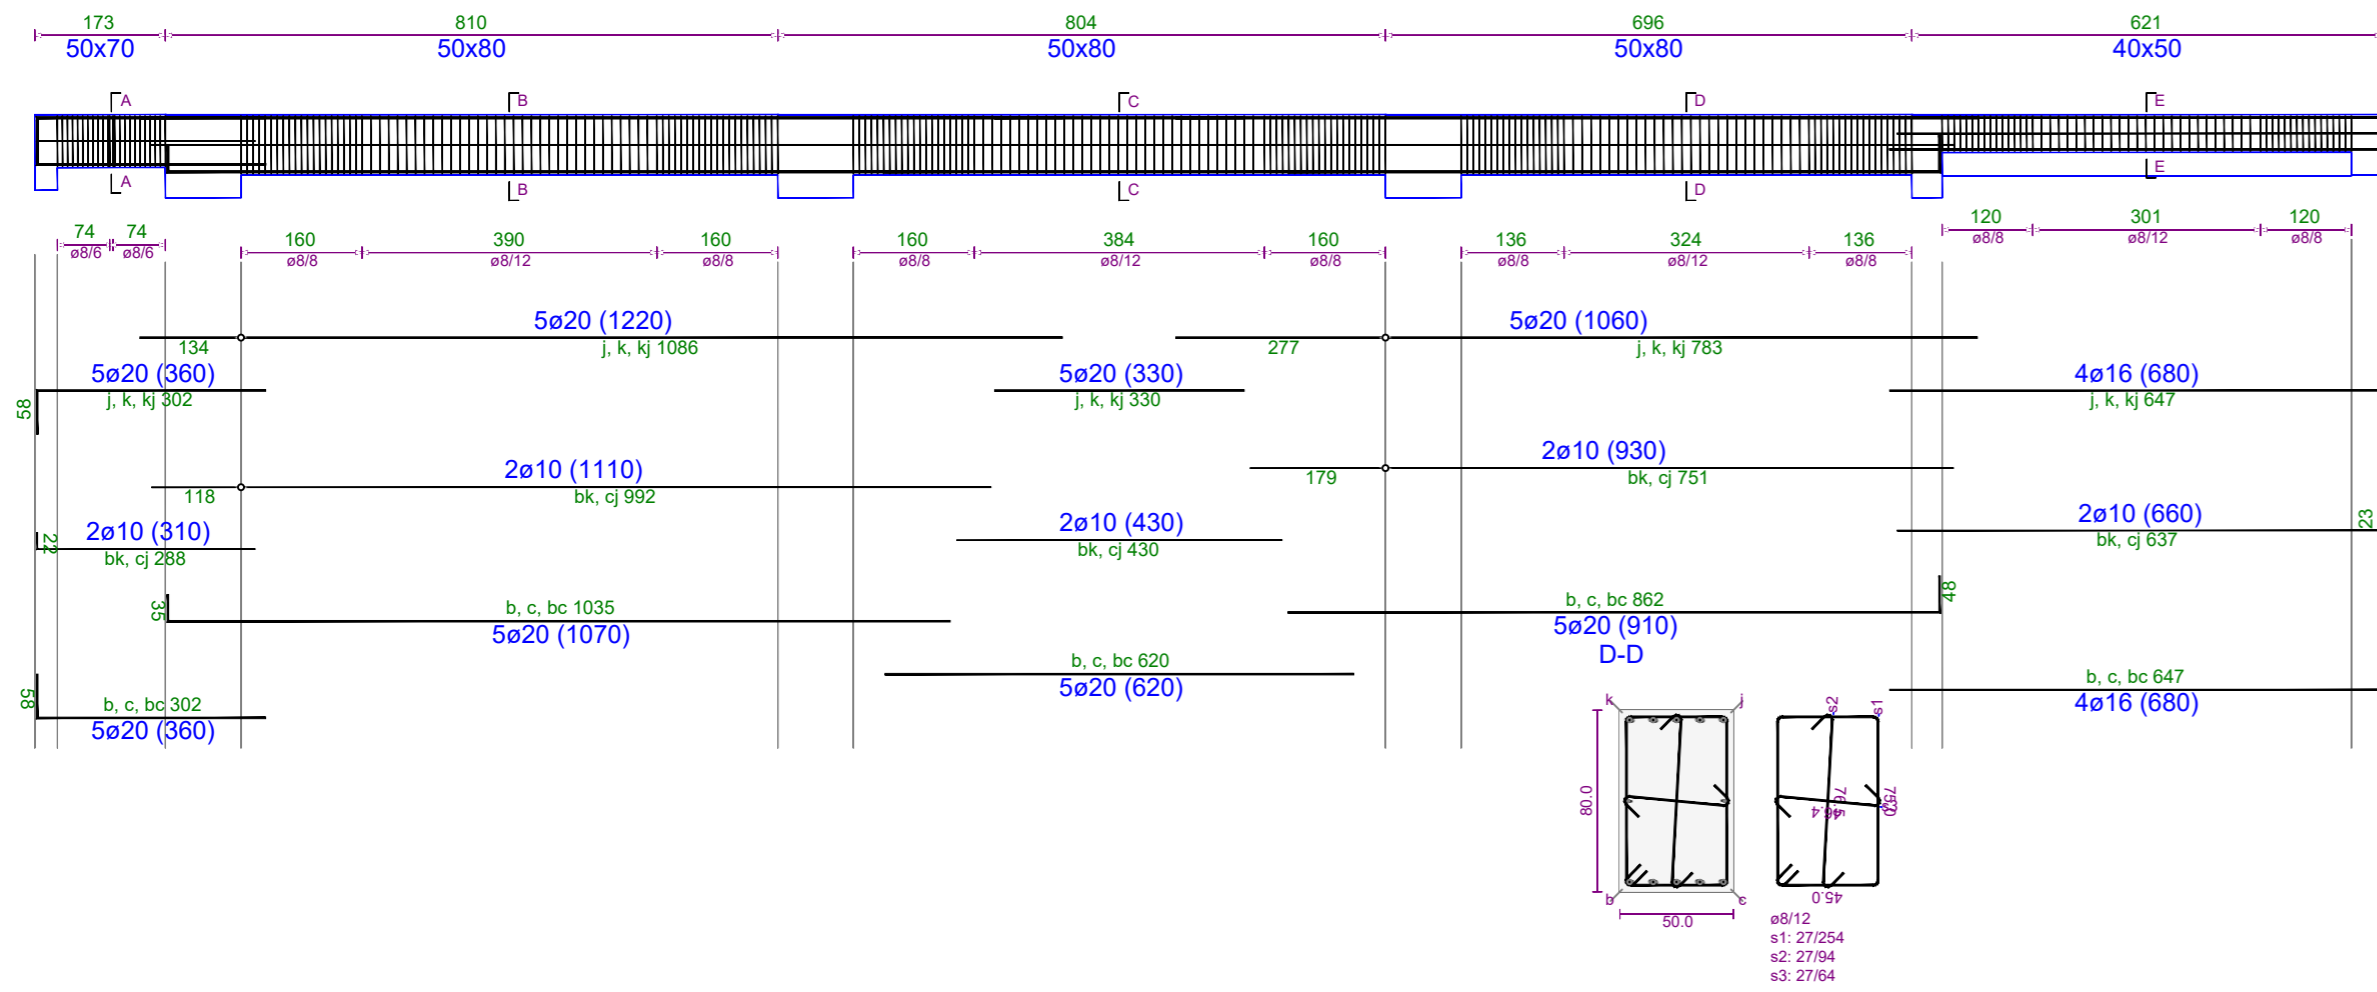 173 810 804 696 621
50x70 50x80 50x80 50x80 40x50
A B C D E
A B C D E
74 74 160 390 160 160 384 160 136 324 136 120 301 120
ø8/6 ø8/6 ø8/8 ø8/12 ø8/8 ø8/8 ø8/12 ø8/8 ø8/8 ø8/12 ø8/8 ø8/8 ø8/12 ø8/8
5ø20 (1220) 5ø20 (1060)
134 j, k, kj 1086 277 j, k, kj 783
5ø20 (360) 5ø20 (330) 4ø16 (680)
58 j, k, kj 302 j, k, kj 330 j, k, kj 647
2ø10 (1110) 2ø10 (930)
118 bk, cj 992 179 bk, cj 751
2ø10 (310) 2ø10 (430) 2ø10 (660) 23
22 bk, cj 288 bk, cj 430 bk, cj 637
35 b, c, bc 1035 b, c, bc 862 48
5ø20 (1070) 5ø20 (910)
D-D
b, c, bc 620
5ø20 (620)
58 b, c, bc 302 b, c, bc 647
5ø20 (360) 4ø16 (680)
k j s2 s1
80.0 76.5 46.4
b c 45.0
50.0
ø8/12
s1: 27/254
s2: 27/94
s3: 27/64